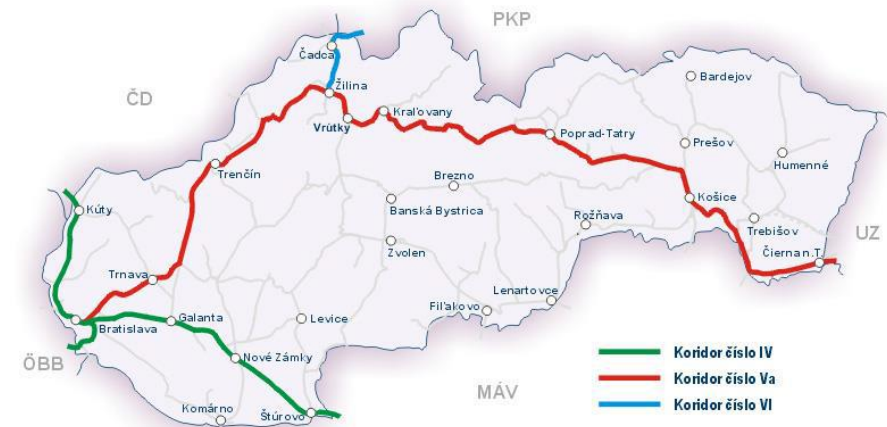 PKP
Čadca
Bardejov
ČD
Žilina
Kraľovany
Vrútky
Poprad-Tatry
Prešov
Humenné
Trenčín
Brezno
Košice
Banská Bystrica
Kúty
Rožňava
Trebišov
UZ
Zvolen
Čierna n.T.
Trnava
Lenartovce
Fiľakovo
Bratislava
Galanta
Levice
Nové Zámky
ÖBB
MÁV
Komárno
Štúrovo
Koridor číslo IV
Koridor číslo Va
Koridor číslo VI